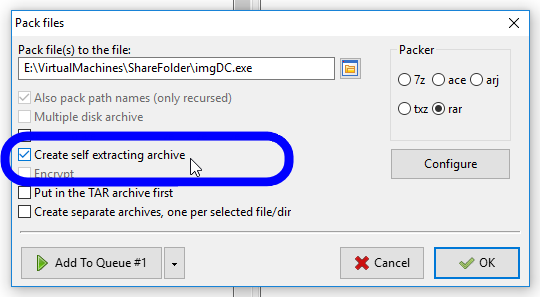 Pack files
Pack file(s) to the file:
E:\VirtualMachines\ShareFolder\imgDC.exe
Also pack path names (only recursed)
Multiple disk archive
Create self extracting archive
Encrypt
Put in the TAR archive first
Create separate archives, one per selected file/dir
Packer
7z ace arj
txz rar
Configure
Add To Queue #1
Cancel
OK